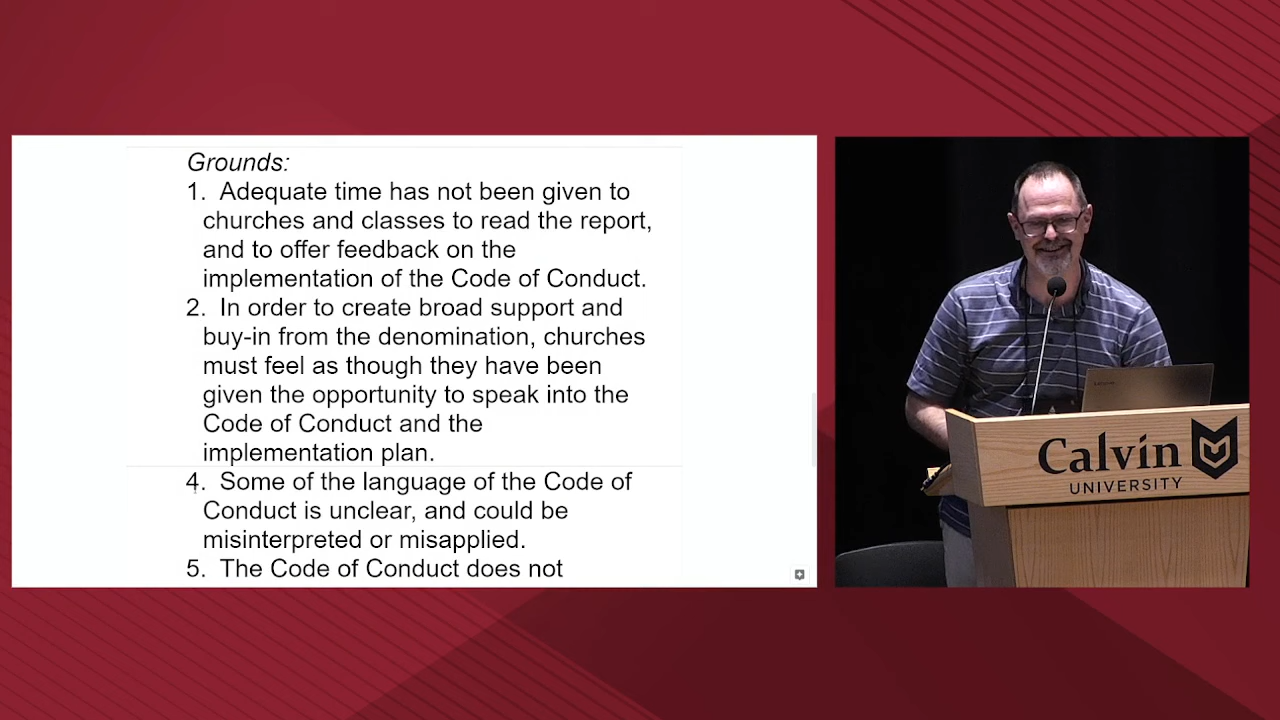 Grounds:
1. Adequate time has not been given to
churches and classes to read the report,
and to offer feedback on the
implementation of the Code of Conduct.
2. In order to create broad support and
buy-in from the denomination, churches
must feel as though they have been
given the opportunity to speak into the
Code of Conduct and the
implementation plan.
4. Some of the language of the Code of
Conduct is unclear, and could be
misinterpreted or misapplied.
5. The Code of Conduct does not
Calvin
UNIVERSITY